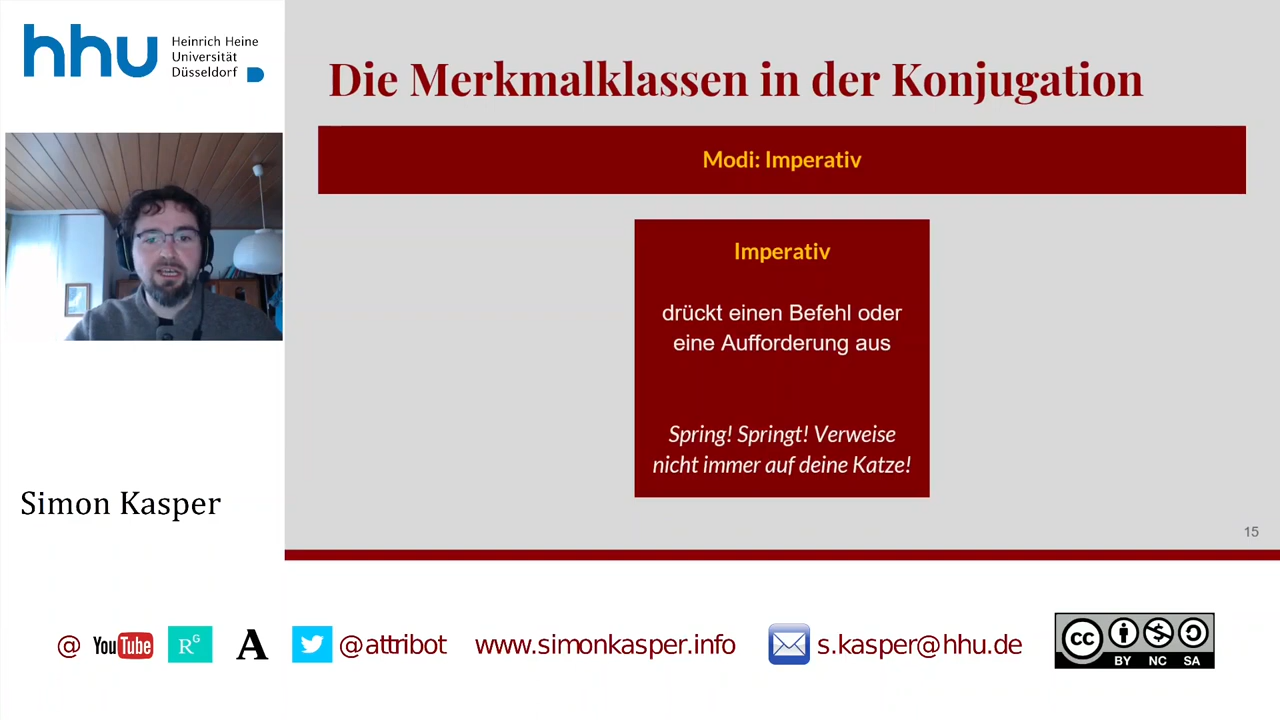 hhu
Heinrich Heine
Universität
Düsseldorf
Die Merkmalklassen in der Konjugation
Modi: Imperativ
Imperativ
drückt einen Befehl oder
eine Aufforderung aus
Spring! Springt! Verweise
nicht immer auf deine Katze!
Simon Kasper
15
@ YouTube RG A @attribot www.simonkasper.info s.kasper@hhu.de
cc BY NC SA